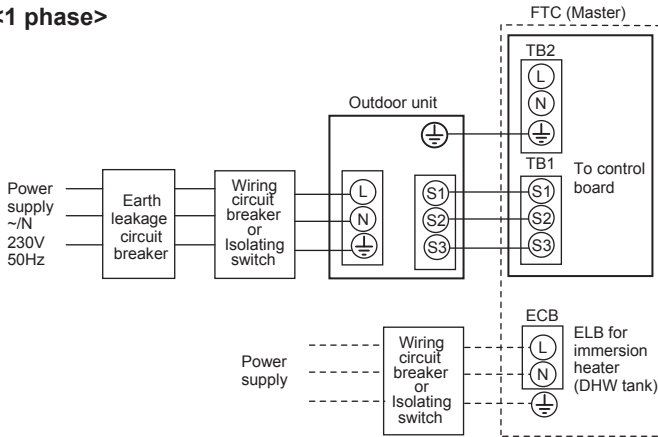 <1 phase>
FTC (Master)
TB2
L
N
Outdoor unit
TB1
To control
board
Power
supply
~/N
230V
50Hz
Earth
leakage
circuit
breaker
Wiring
circuit
breaker
or
Isolating
switch
L
N
S1
S2
S3
S1
S2
S3
ECB
ELB for
immersion
heater
(DHW tank)
L
N
Power
supply
Wiring
circuit
breaker
or
Isolating
switch